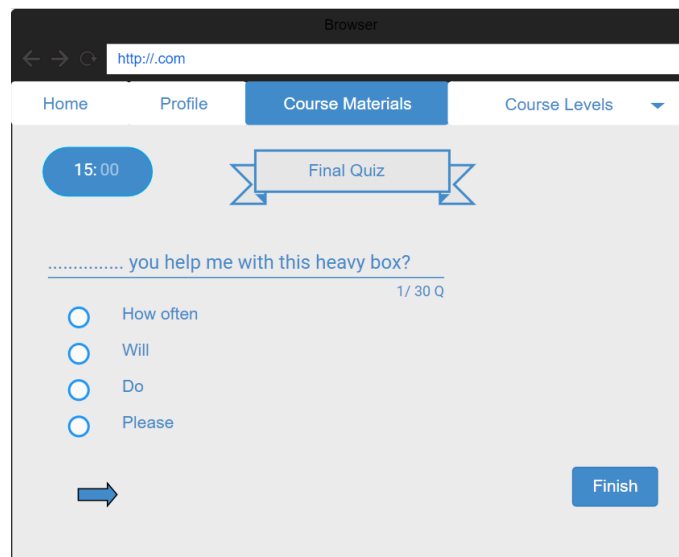 Browser
http://.com
Home Profile Course Materials Course Levels
15:00 Final Quiz
............... you help me with this heavy box?
1/ 30 Q
How often
Will
Do
Please
Finish